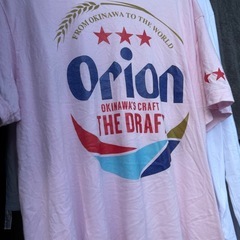 FROM OKINAWA TO THE WORLD
Orion
OKINAWA'S CRAFT
THE DRAFT